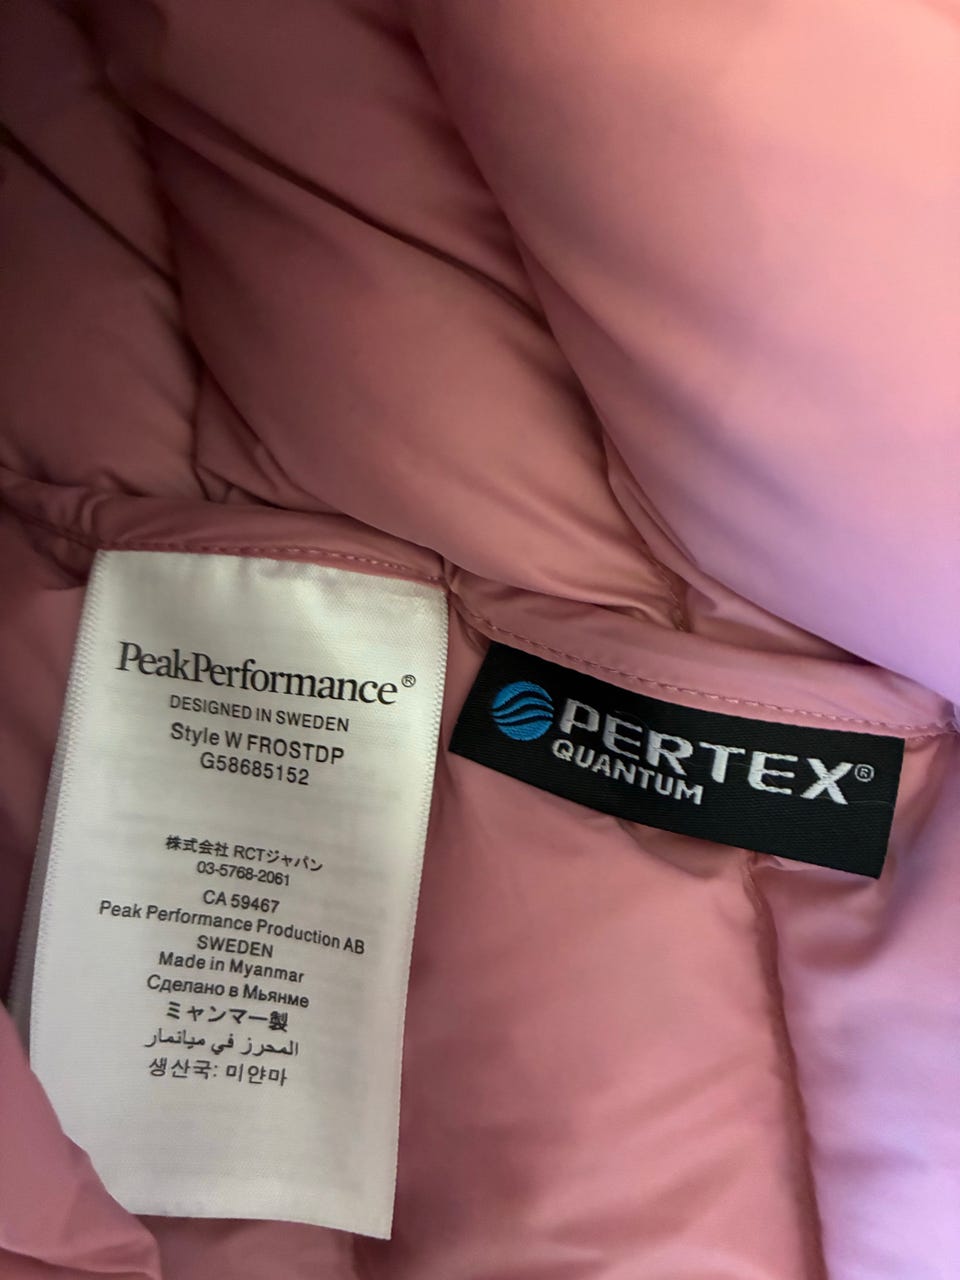 PeakPerformance®
DESIGNED IN SWEDEN
Style W FROSTDP
G58685152
株式会社 RCTジャパン
03-5768-2061
CA 59467
Peak Performance Production AB
SWEDEN
Made in Myanmar
Сделано в Мьянме
ミャンマー製
المحرز في ميانمار
생산국: 미얀마
PERTEX®
QUANTUM